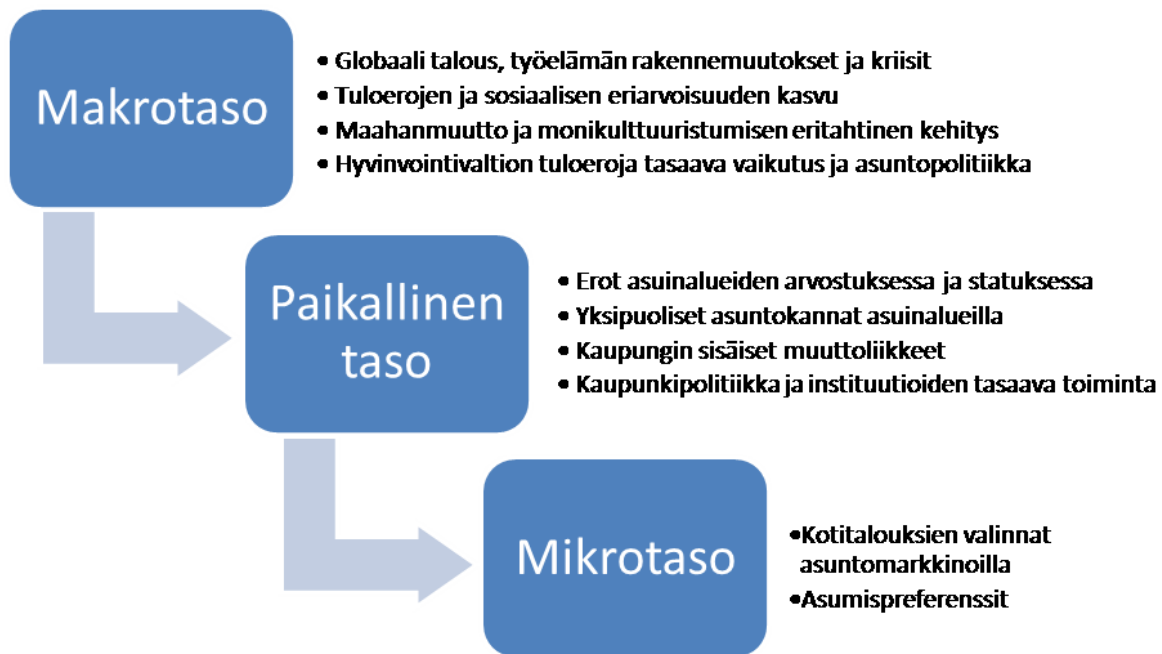 Makrotaso
• Globaali talous, työelämän rakennemuutokset ja kriisit
• Tuloerojen ja sosiaalisen eriarvoisuuden kasvu
• Maahanmuutto ja monikulttuuristumisen eritahtinen kehitys
• Hyvinvointivaltion tuloeroja tasaava vaikutus ja asuntopolitiikka
Paikallinen
taso
• Erot asuinalueiden arvostuksessa ja statuksessa
• Yksipuoliset asuntokannat asuinalueilla
• Kaupungin sisäiset muuttoliikkeet
• Kaupunkipolitiikka ja instituutioiden tasaava toiminta
Mikrotaso
•Kotitalouksien valinnat
asuntomarkkinoilla
•Asumispreferenssit